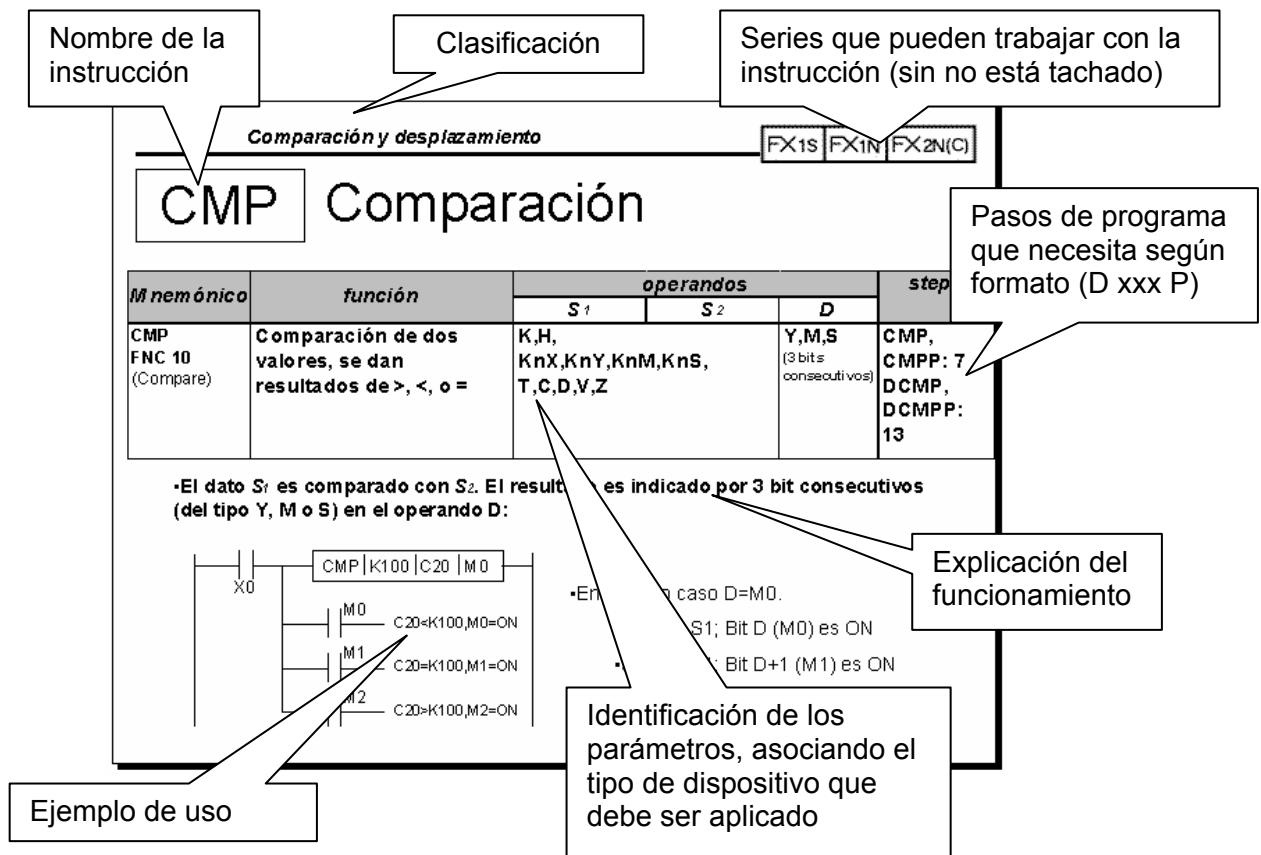 Nombre de la
instrucción
Clasificación
Series que pueden trabajar con la
instrucción (sin no está tachado)
Comparación y desplazamiento
FX1S FX1N FX2N(C)
CMP Comparación
Pasos de programa
que necesita según
formato (D xxx P)
Mnemónico función operandos step
S1 S2 D
CMP
FNC 10
(Compare)
Comparación de dos
valores, se dan
resultados de >, <, o =
K,H,
KnX,KnY,KnM,KnS,
T,C,D,V,Z
Y,M,S
(3 bits
consecutivos)
CMP,
CMPP: 7
DCMP,
DCMPP:
13
▪El dato S1 es comparado con S2. El es indicado por 3 bit consecutivos
(del tipo Y, M o S) en el operando D:
X0
CMP K100 C20 M0
M0 C20<K100,M0=ON
M1 C20=K100,M1=ON
M2 C20>K100,M2=ON
caso D=M0.
S1; Bit D (M0) es ON
Bit D+1 (M1) es ON
Explicación del
funcionamiento
Identificación de los
parámetros, asociando el
tipo de dispositivo que
debe ser aplicado
Ejemplo de uso